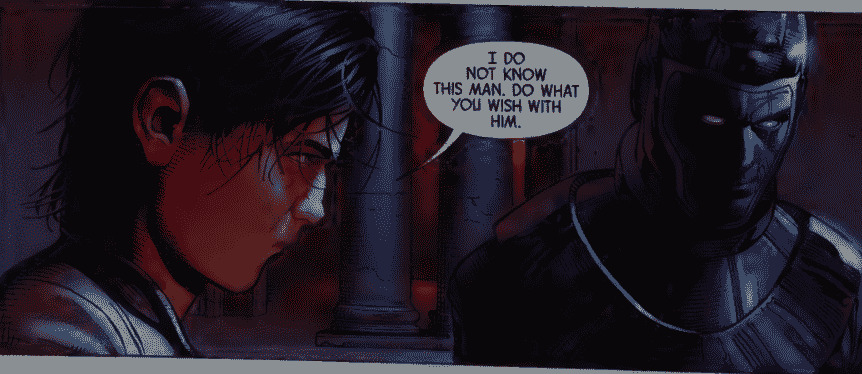 I DO
NOT KNOW
THIS MAN. DO WHAT
YOU WISH WITH
HIM.